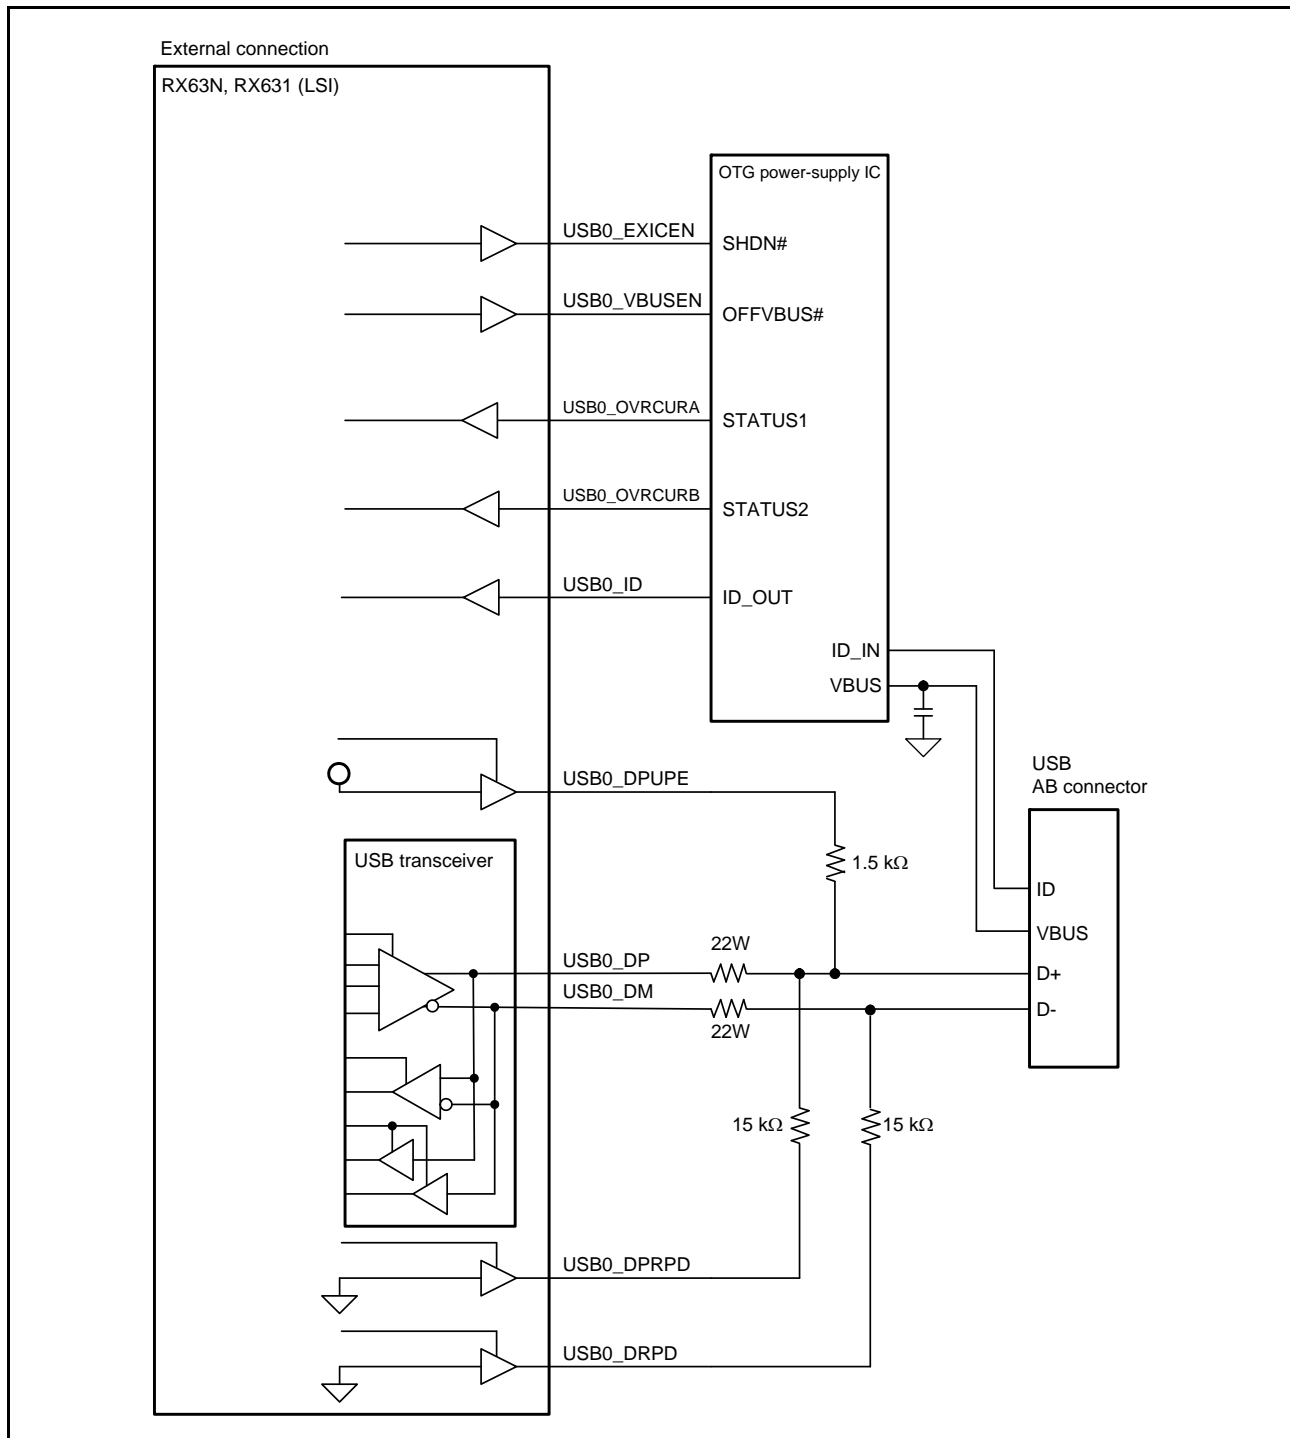 External connection
RX63N, RX631 (LSI)
OTG power-supply IC
USB0_EXICEN
SHDN#
USB0_VBUSEN
OFFVBUS#
USB0_OVRCURA
STATUS1
USB0_OVRCURB
STATUS2
USB0_ID
ID_OUT
ID_IN
VBUS
USB0_DPUPE
USB
AB connector
USB transceiver
1.5 kΩ
ID
VBUS
22W
USB0_DP
D+
USB0_DM
D-
22W
15 kΩ
15 kΩ
USB0_DPRPD
USB0_DRPD